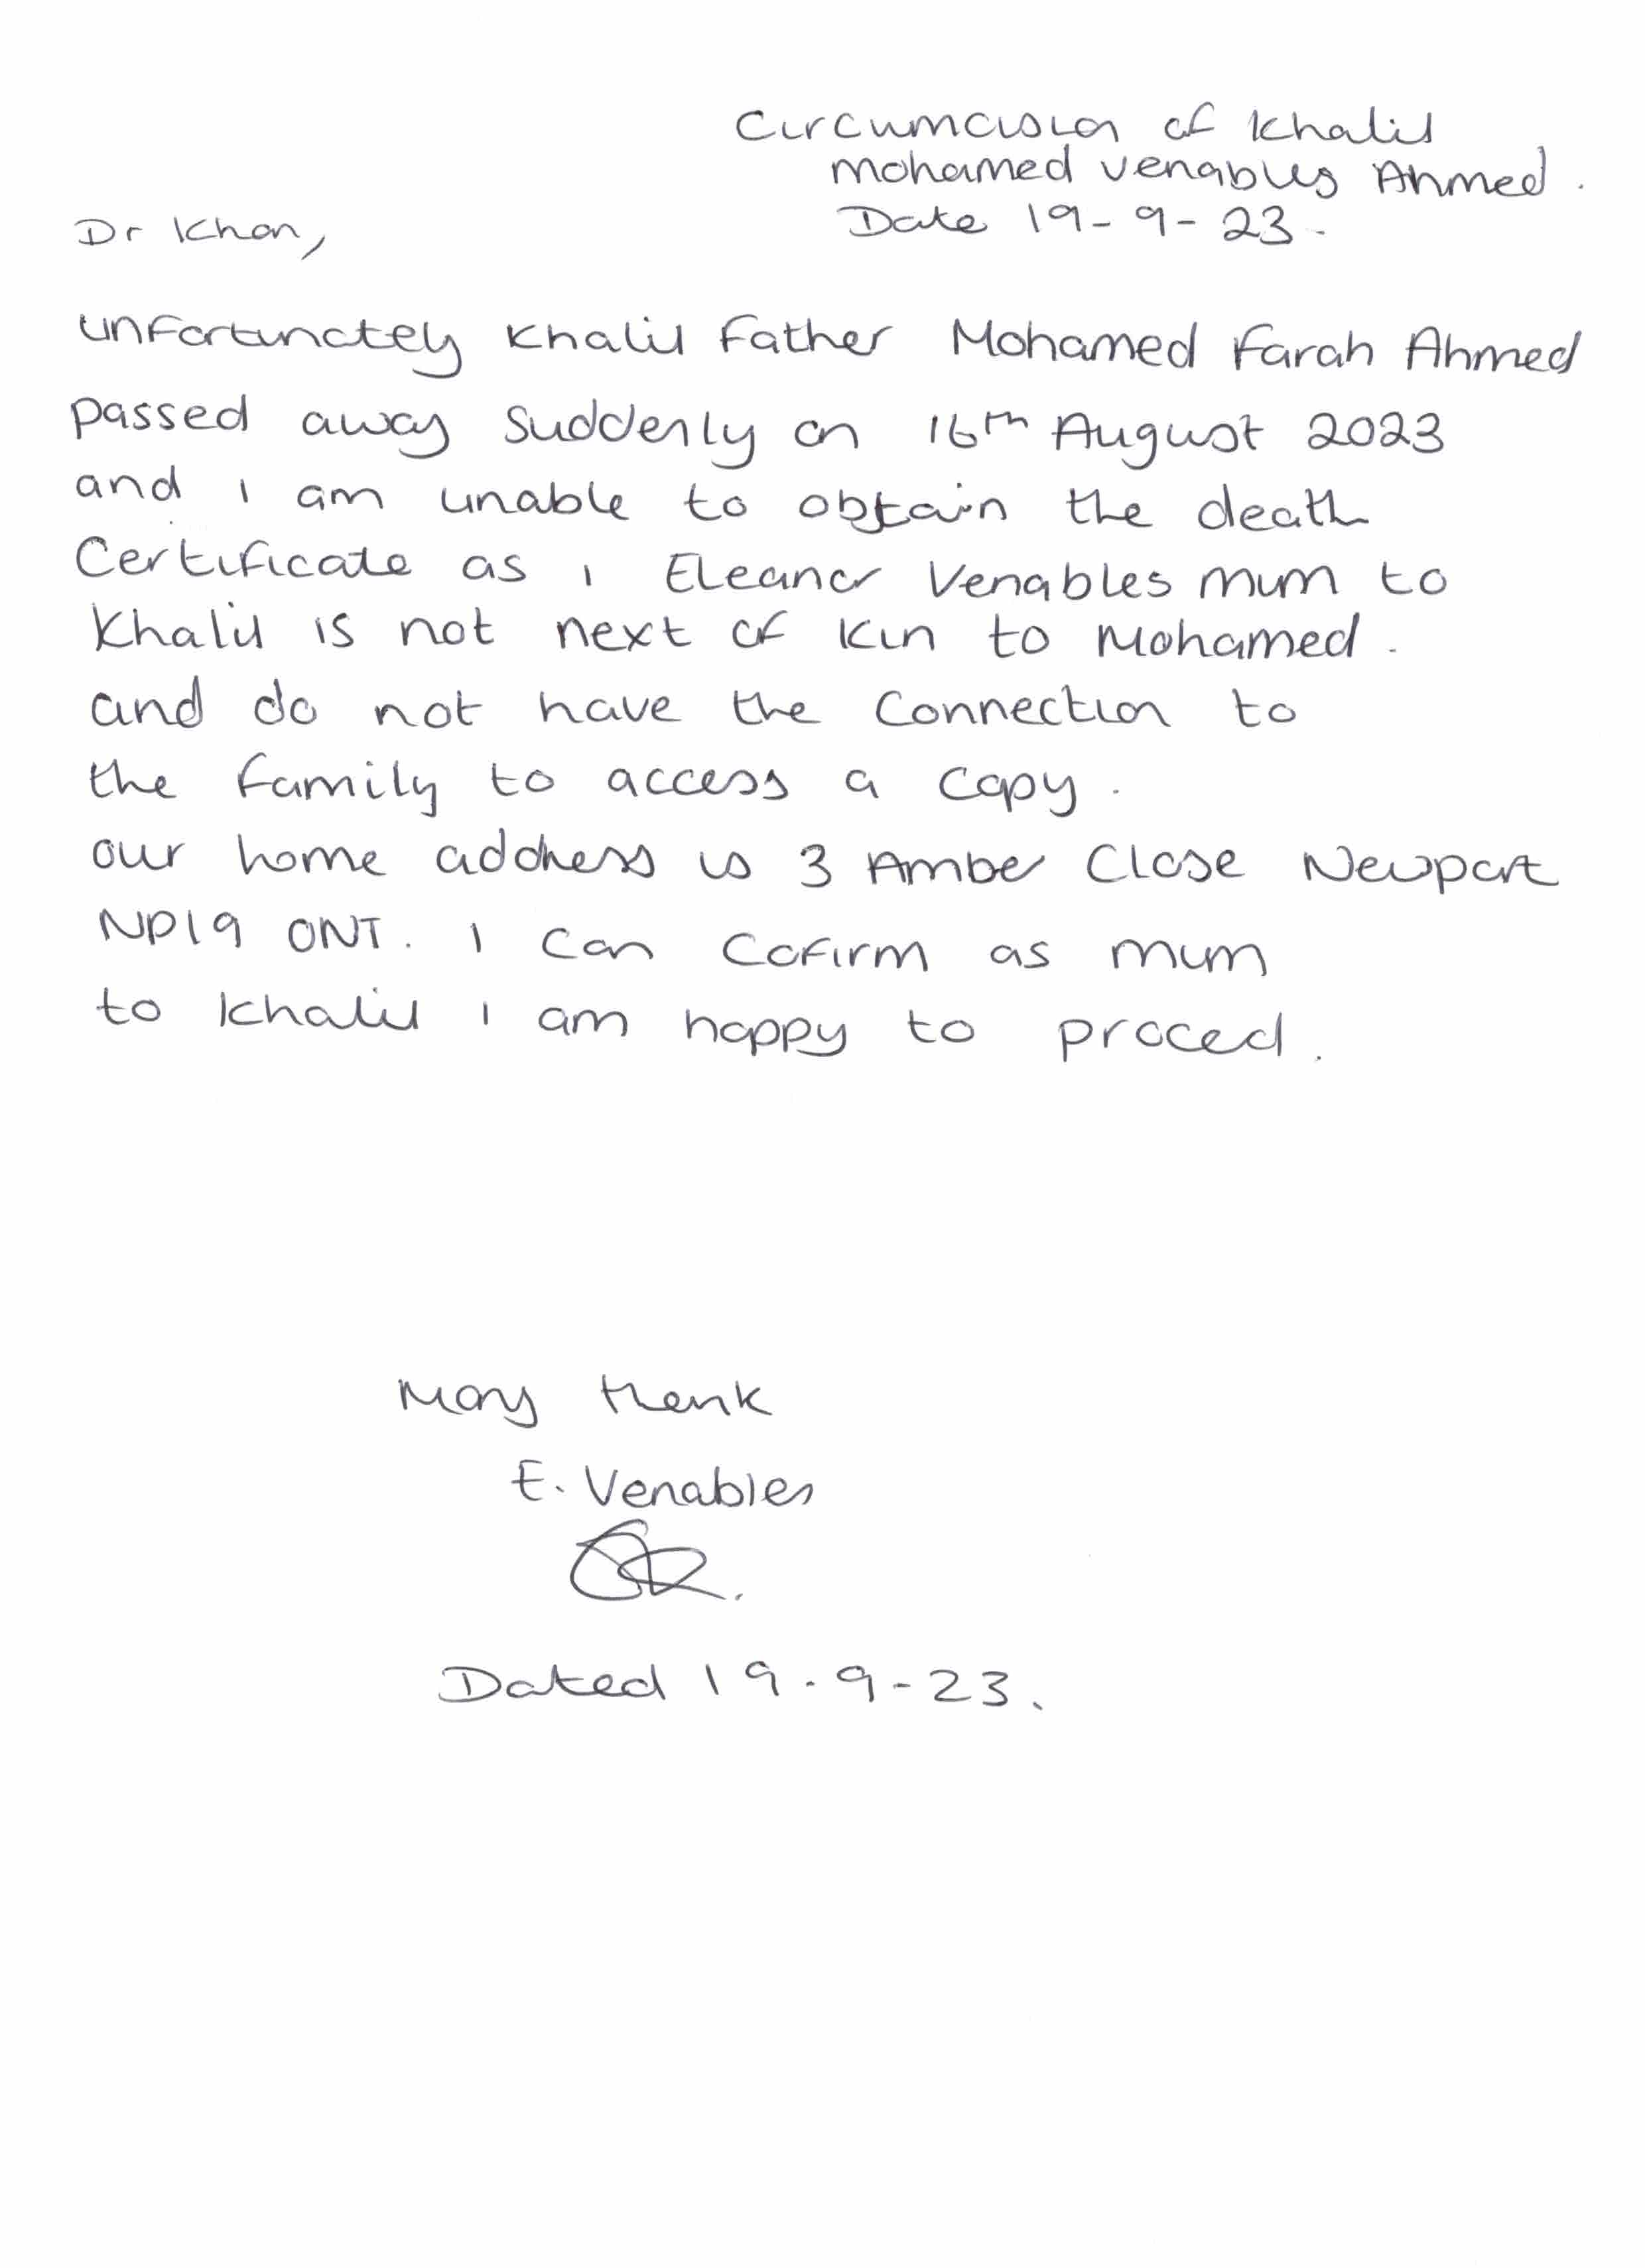 Circumcision of Khalil
Mohamed Venables Ahmed.
Date 19-9-23.
Dr Khan,
unfortunately Khalil Father Mohamed Farah Ahmed
passed away suddenly on 16th August 2023
and I am unable to obtain the death
Certificate as I Eleanor Venables mum to
Khalil is not next of kin to Mohamed.
and do not have the connection to
the family to access a copy.
our home address is 3 Amber Close Newport
NP19 0NT. I can cofirm as mum
to Khalil I am happy to proceed.
Many thank
E. Venables
Dated 19.9-23.